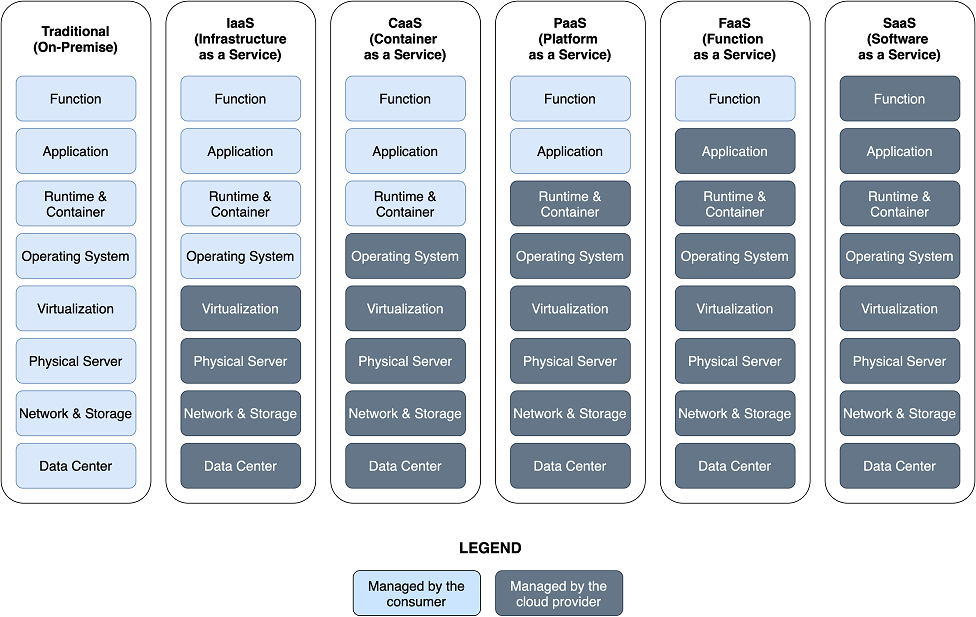 Traditional
(On-Premise)
Function
Application
Runtime &
Container
Operating System
Virtualization
Physical Server
Network & Storage
Data Center
IaaS
(Infrastructure
as a Service)
Function
Application
Runtime &
Container
Operating System
Virtualization
Physical Server
Network & Storage
Data Center
CaaS
(Container
as a Service)
Function
Application
Runtime &
Container
Operating System
Virtualization
Physical Server
Network & Storage
Data Center
PaaS
(Platform
as a Service)
Function
Application
Runtime &
Container
Operating System
Virtualization
Physical Server
Network & Storage
Data Center
FaaS
(Function
as a Service)
Function
Application
Runtime &
Container
Operating System
Virtualization
Physical Server
Network & Storage
Data Center
SaaS
(Software
as a Service)
Function
Application
Runtime &
Container
Operating System
Virtualization
Physical Server
Network & Storage
Data Center
LEGEND
Managed by the
consumer
Managed by the
cloud provider